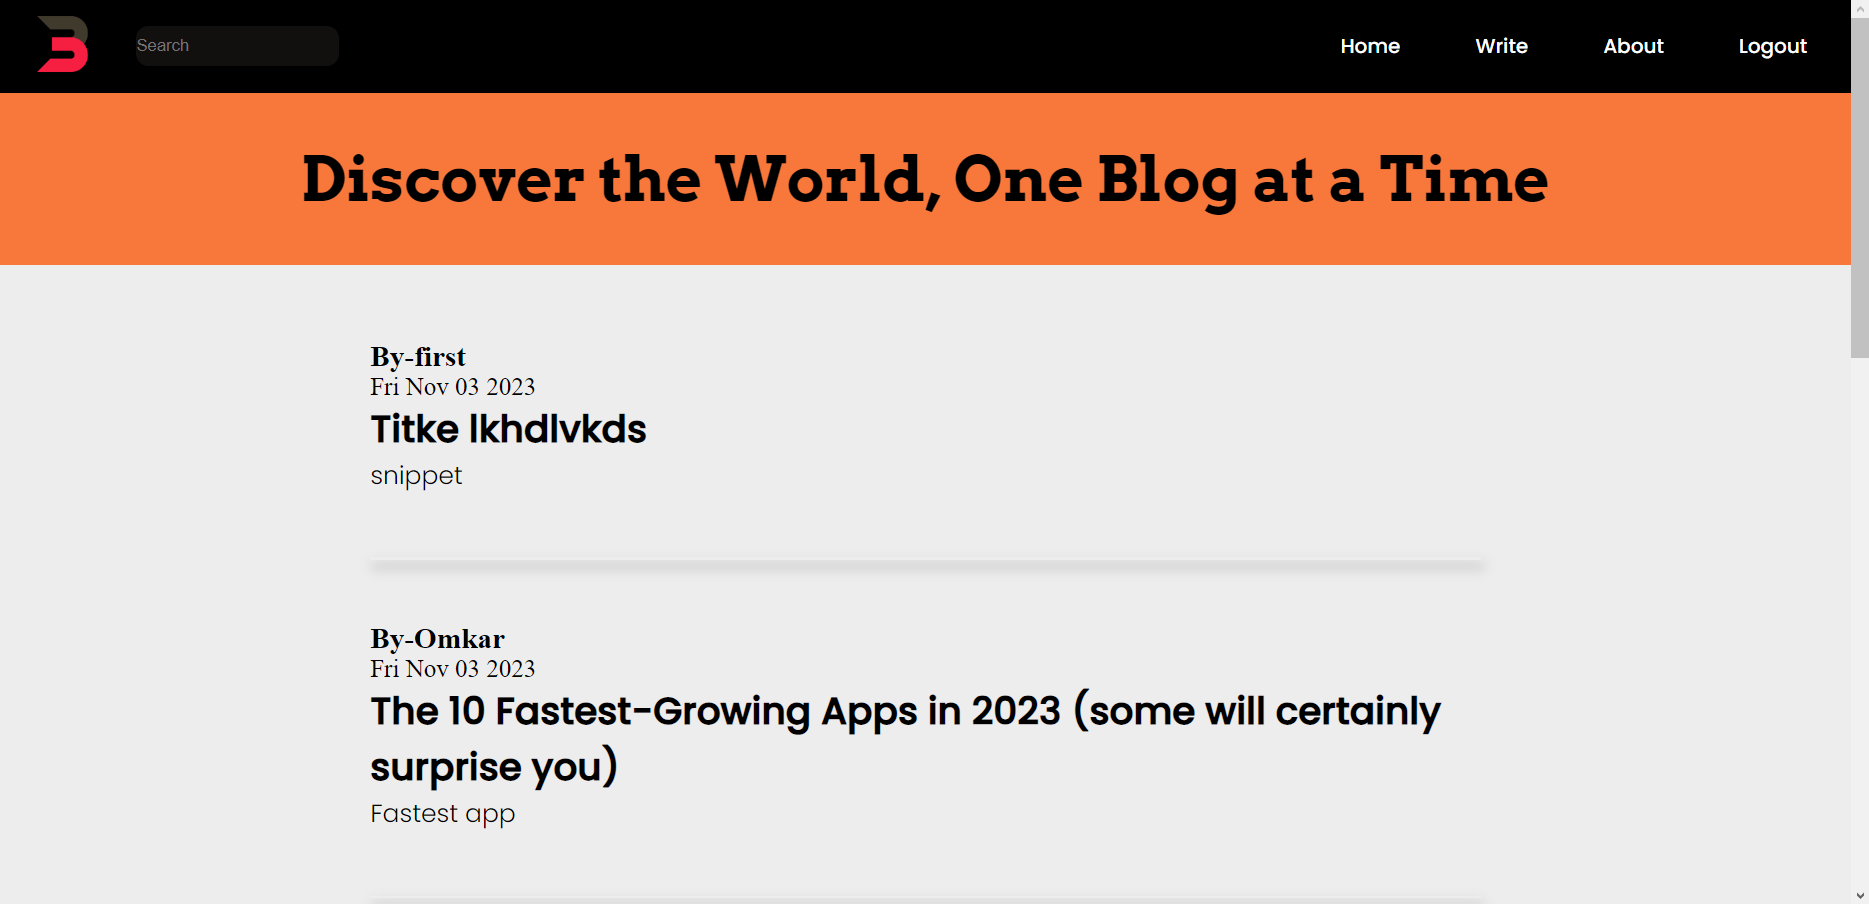 Search
Home
Write
About
Logout
Discover the World, One Blog at a Time
By-first
Fri Nov 03 2023
Titke lkhdlvkds
snippet
By-Omkar
Fri Nov 03 2023
The 10 Fastest-Growing Apps in 2023 (some will certainly
surprise you)
Fastest app